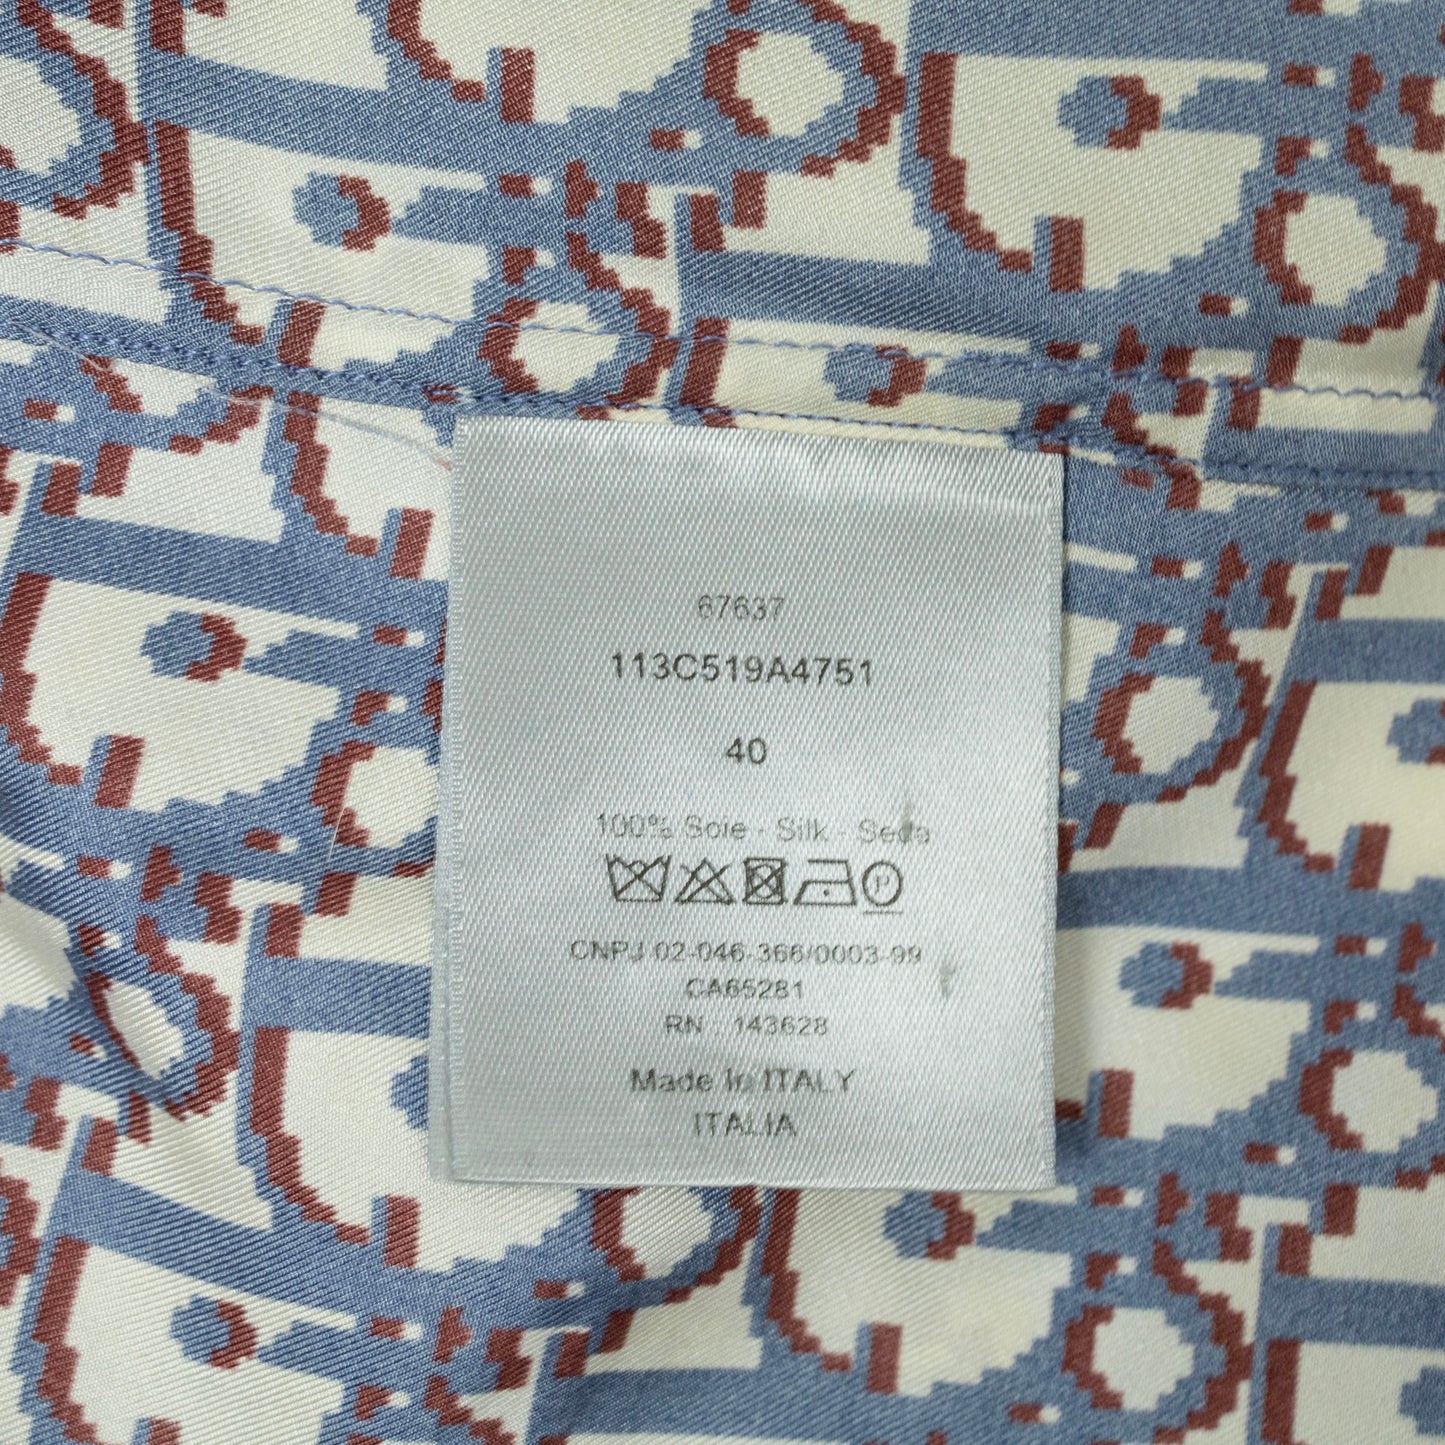 67637
113C519A4751
40
100% Soie - Silk - Seda
P
CNPJ 02-046-366/0003-99
CA65281
RN : 143628
Made In ITALY
ITALIA